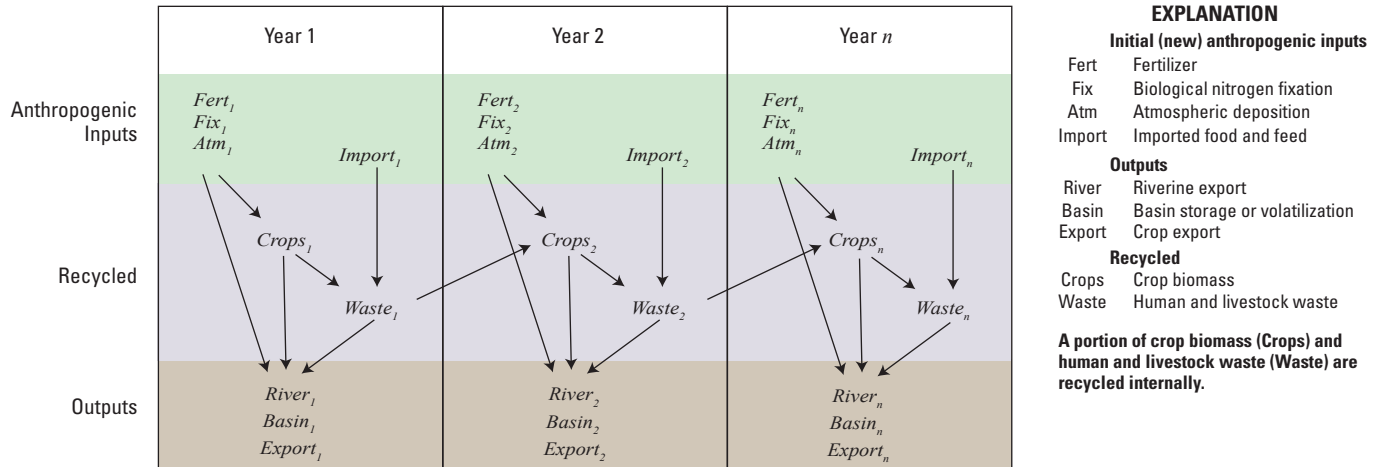 Year 1
Year 2
Year n
Anthropogenic
Inputs
Fert1
Fix1
Atm1
Import1
Fert2
Fix2
Atm2
Import2
Fertn
Fixn
Atmn
Importn
Recycled
Crops1
Waste1
Crops2
Waste2
Cropsn
Wasten
Outputs
River1
Basin1
Export1
River2
Basin2
Export2
Rivern
Basinn
Exportn
EXPLANATION
Initial (new) anthropogenic inputs
Fert Fertilizer
Fix Biological nitrogen fixation
Atm Atmospheric deposition
Import Imported food and feed
Outputs
River Riverine export
Basin Basin storage or volatilization
Export Crop export
Recycled
Crops Crop biomass
Waste Human and livestock waste
A portion of crop biomass (Crops) and
human and livestock waste (Waste) are
recycled internally.